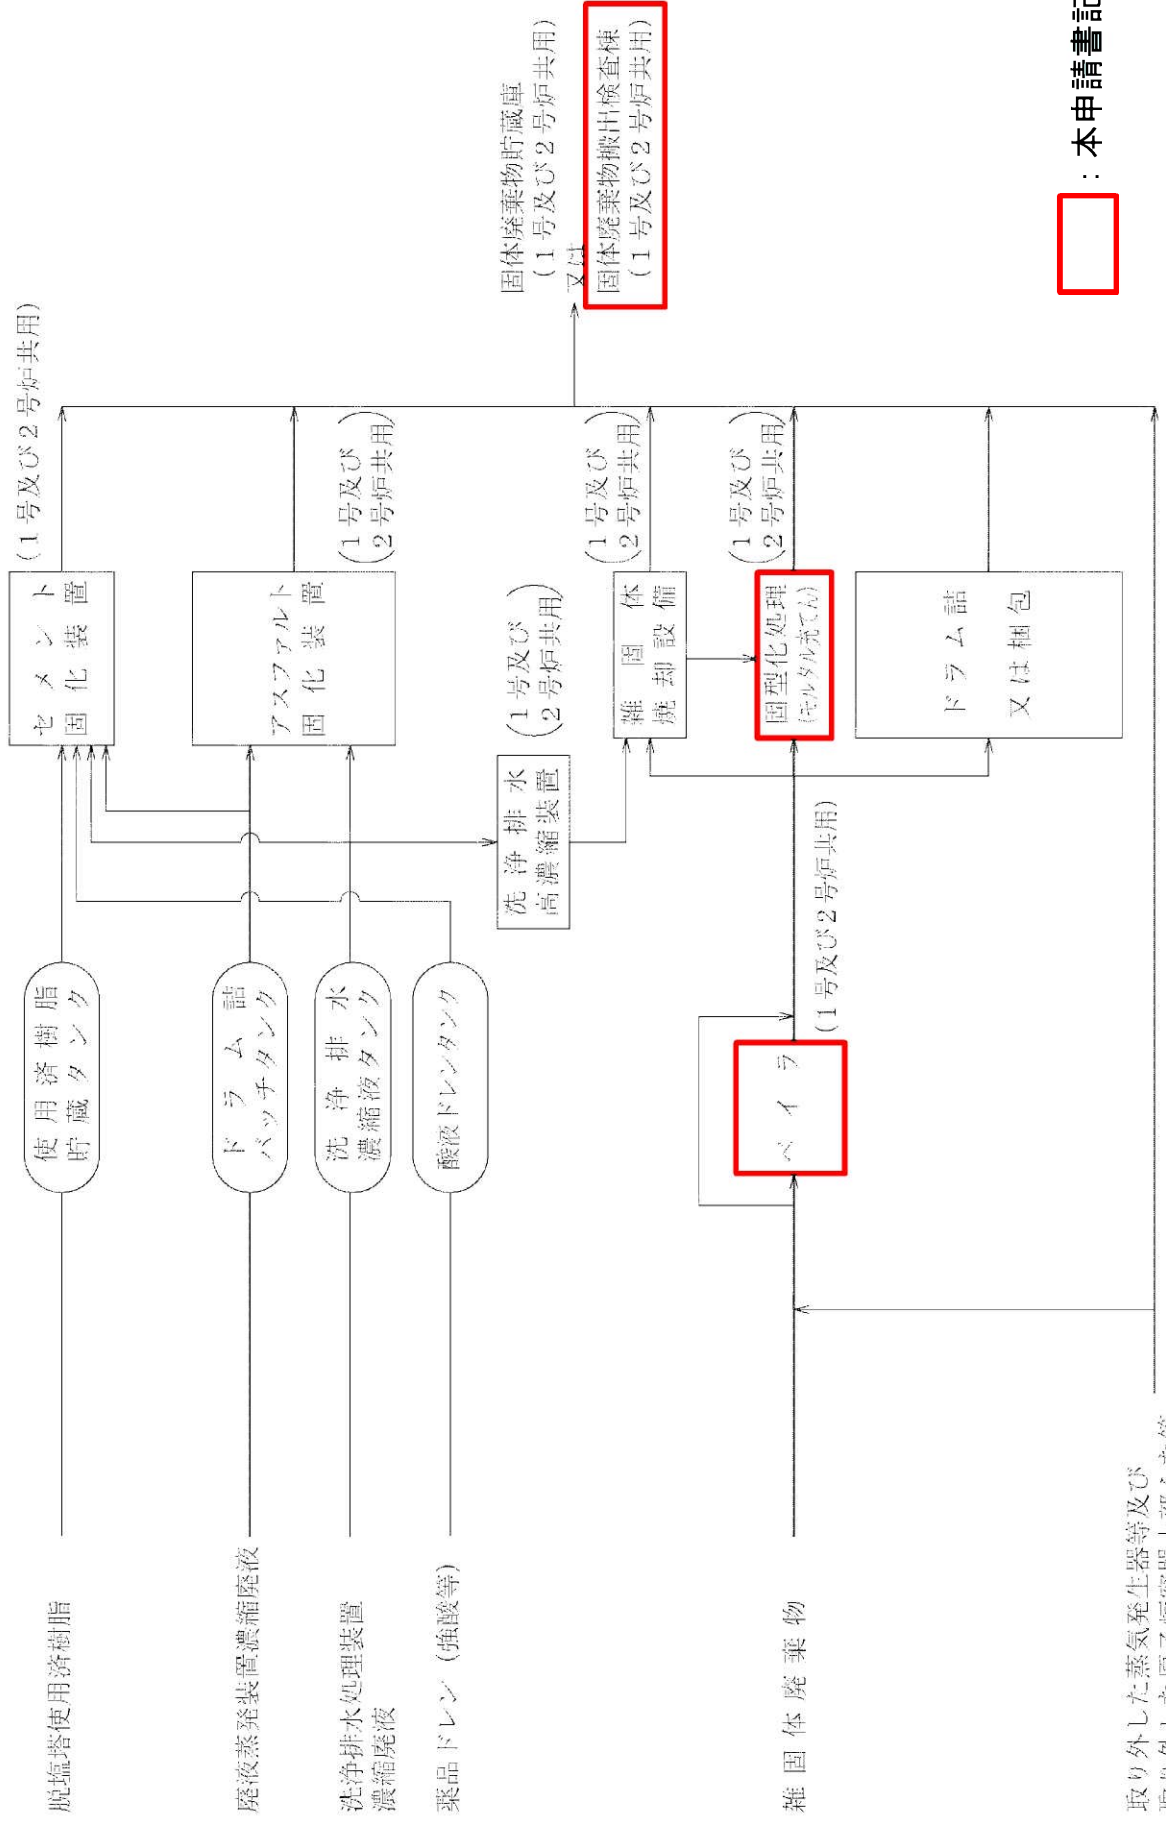 脱塩塔使用済樹脂
使用済樹脂
貯蔵タンク
セメント
固化装置
(1号及び2号炉共用)
廃液蒸発装置濃縮廃液
ドラム詰
バッチタンク
アスファルト
固化装置
(1号及び
2号炉共用)
洗浄排水処理装置
濃縮廃液
洗浄排水
濃縮液タンク
薬品ドレン (強酸等)
酸液ドレンタンク
洗浄排水
高濃縮装置
(1号及び
2号炉共用)
雑固体
焼却設備
(1号及び
2号炉共用)
固体廃棄物貯蔵庫
(1号及び2号炉共用)
又は
固体廃棄物搬出検査棟
(1号及び2号炉共用)
雑固体廃棄物
ベイラ
(1号及び2号炉共用)
固型化処理
(モルタル充てん)
(1号及び
2号炉共用)
ドラム詰
又は梱包
取り外した蒸気発生器等及び
：本申請書記